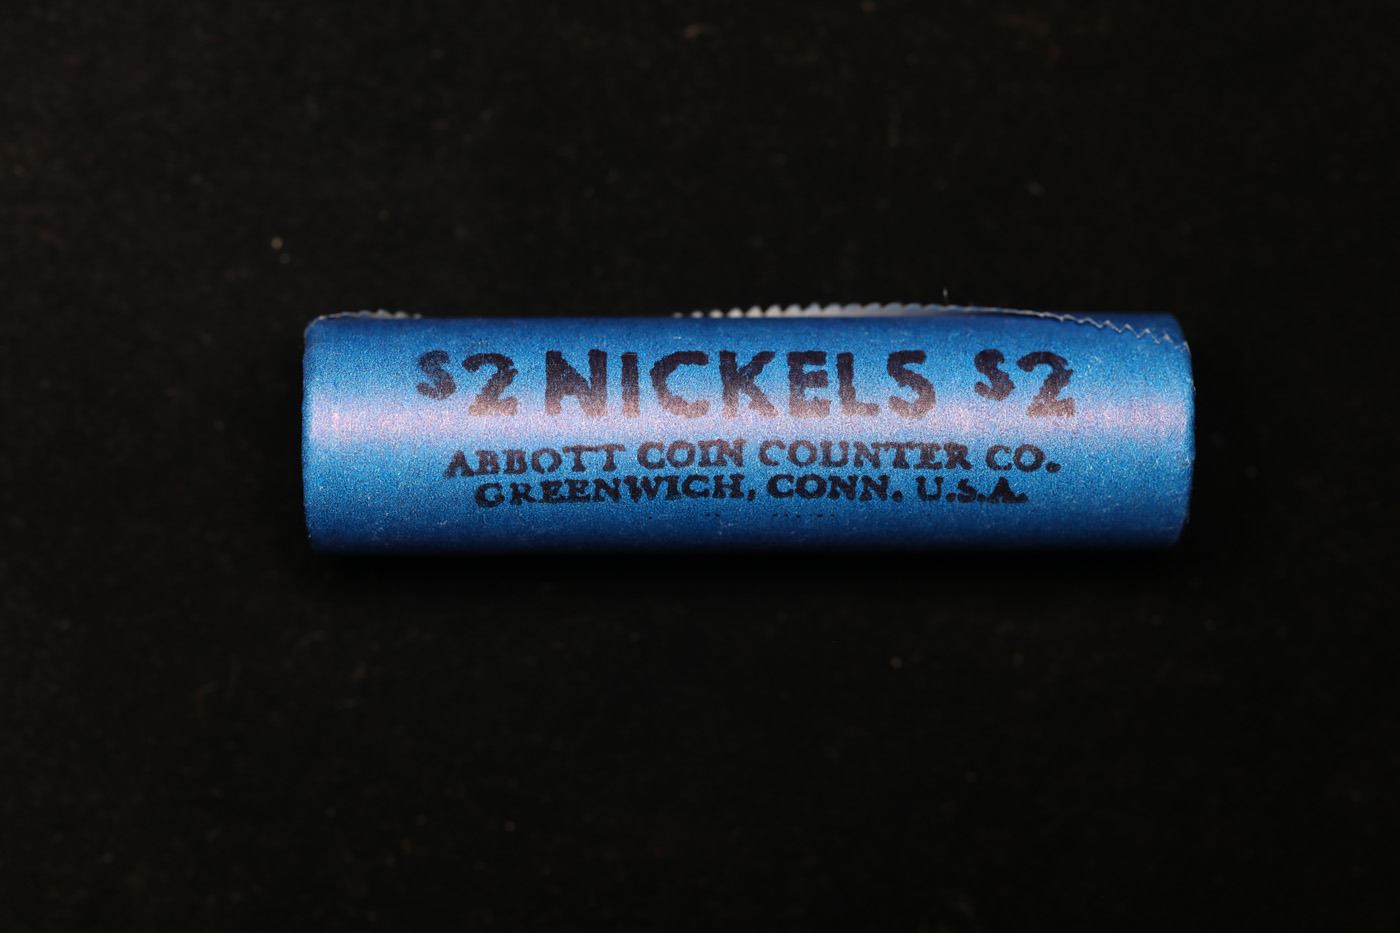 $2 NICKELS $2
ABBOTT COIN COUNTER CO.
GREENWICH, CONN. U.S.A.